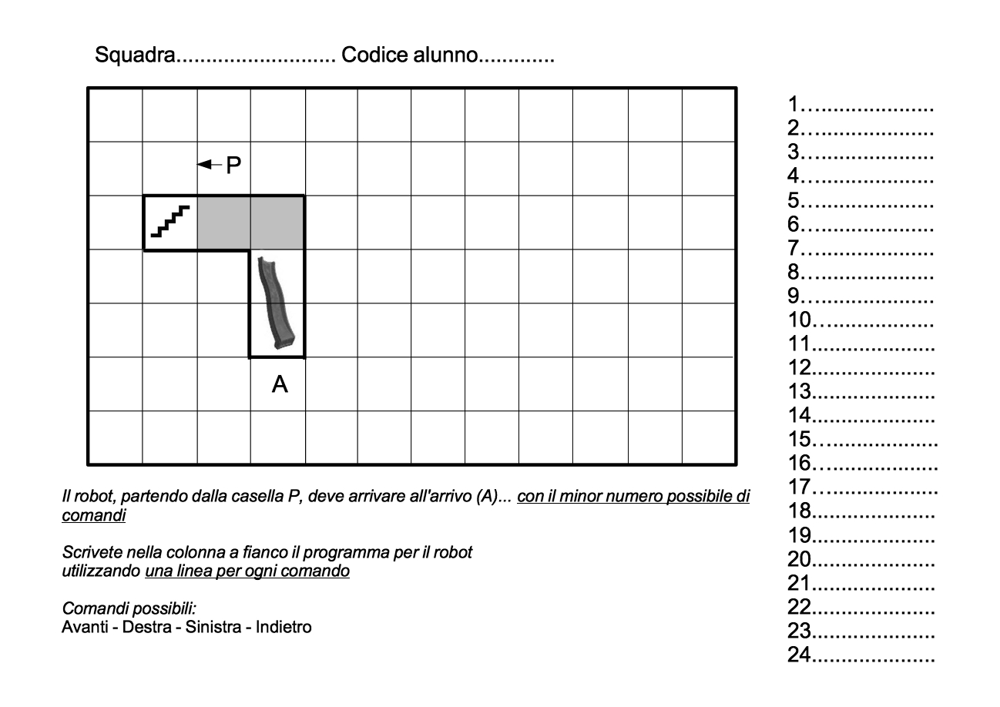 Squadra........................... Codice alunno.............
P
A
1…...................
2…...................
3…...................
4…...................
5…...................
6…...................
7…...................
8…...................
9…...................
10….................
11.....................
12.....................
13.....................
14.....................
15…..................
16…..................
17…..................
18.....................
19.....................
20.....................
21.....................
22.....................
23.....................
24.....................
Il robot, partendo dalla casella P, deve arrivare all'arrivo (A)... con il minor numero possibile di
comandi
Scrivete nella colonna a fianco il programma per il robot
utilizzando una linea per ogni comando
Comandi possibili:
Avanti - Destra - Sinistra - Indietro